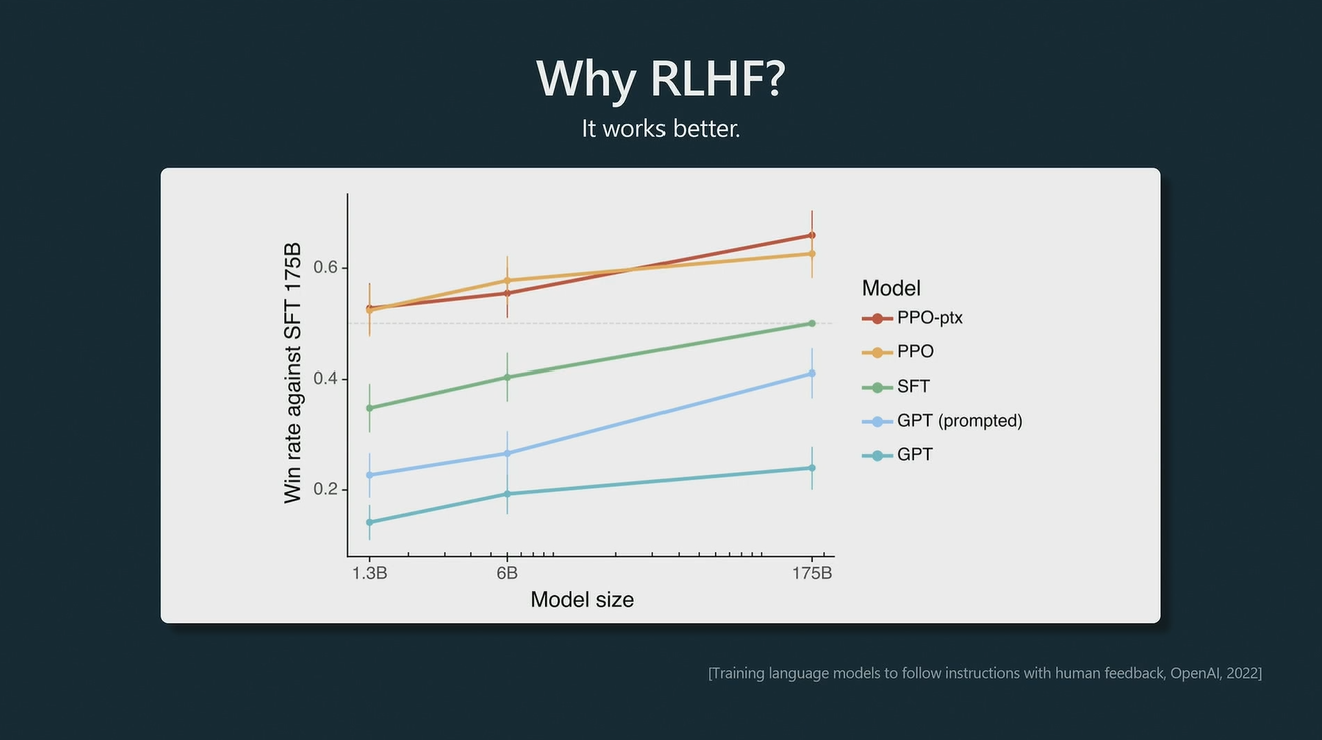 Why RLHF?
It works better.
Win rate against SFT 175B
0.6
0.4
0.2
1.3B
6B
175B
Model size
Model
PPO-ptx
PPO
SFT
GPT (prompted)
GPT
[Training language models to follow instructions with human feedback, OpenAI, 2022]